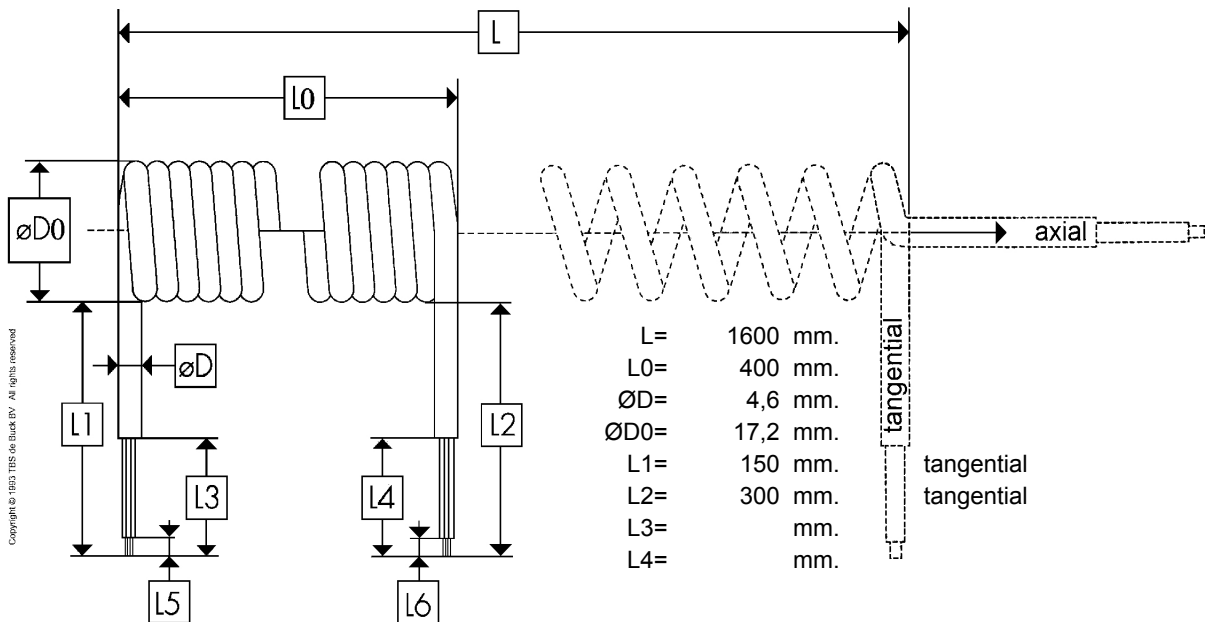 L
L0
øD0
øD
L1
L3
L4
L2
L5
L6
axial
tangential
L= 1600 mm.
L0= 400 mm.
ØD= 4,6 mm.
ØD0= 17,2 mm.
L1= 150 mm. tangential
L2= 300 mm. tangential
L3= mm.
L4= mm.
Copyright © 1993 TBS de Buck BV All rights reserved